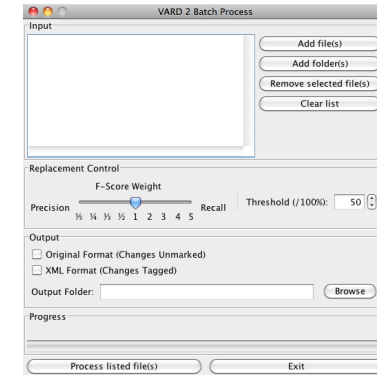 VARD 2 Batch Process
Input
Add file(s)
Add folder(s)
Remove selected file(s)
Clear list
Replacement Control
F-Score Weight
Precision
Recall
⅕ ¼ ⅓ ½ 1 2 3 4 5
Threshold (/100%): 50
Output
Original Format (Changes Unmarked)
XML Format (Changes Tagged)
Output Folder: Browse
Progress
Process listed file(s) Exit